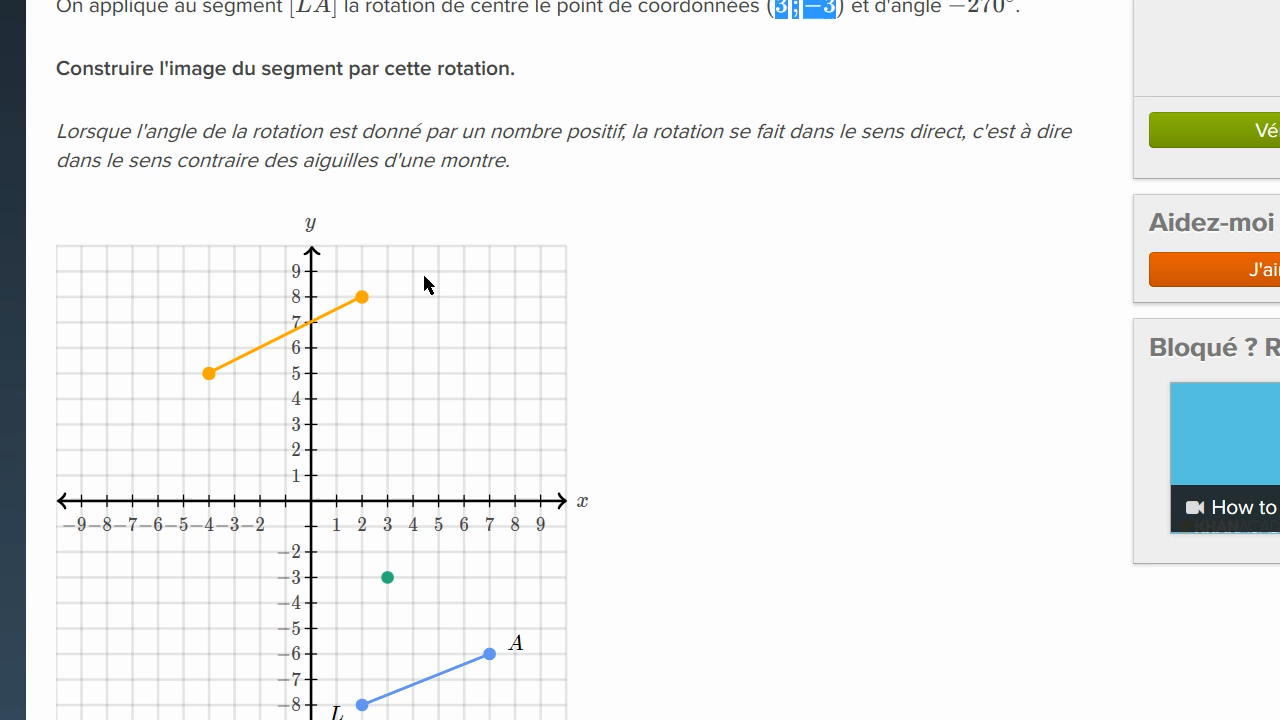 On applique au segment [LA] la rotation de centre le point de coordonnées (3 ; −3) et d'angle −270°.
Construire l'image du segment par cette rotation.
Lorsque l'angle de la rotation est donné par un nombre positif, la rotation se fait dans le sens direct, c'est à dire
dans le sens contraire des aiguilles d'une montre.
y
9
8
7
6
5
4
3
2
1
x
−9 −8 −7 −6 −5 −4 −3 −2 1 2 3 4 5 6 7 8 9
−2
−3
−4
−5
−6
−7
−8
A
L
Vé
Aidez-moi
J'ai
Bloqué ? R
How to